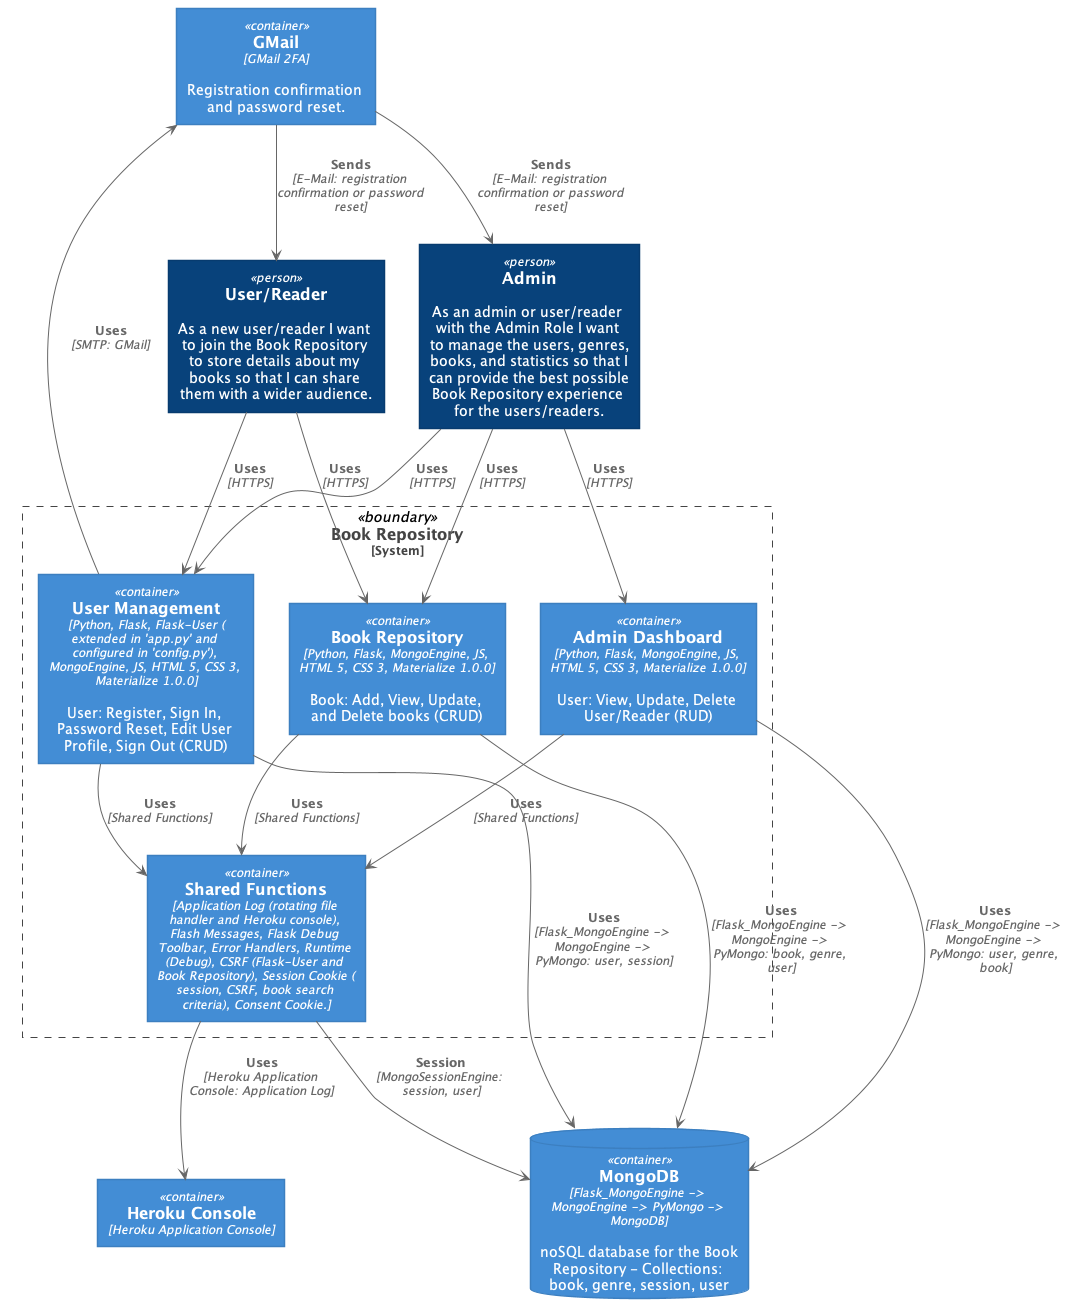 «container»
GMail
[GMail 2FA]
Registration confirmation
and password reset.
Sends
[E-Mail: registration
confirmation or password
reset]
Sends
[E-Mail: registration
confirmation or password
reset]
«person»
User/Reader
As a new user/reader I want
to join the Book Repository
to store details about my
books so that I can share
them with a wider audience.
«person»
Admin
As an admin or user/reader
with the Admin Role I want
to manage the users, genres,
books, and statistics so that I
can provide the best possible
Book Repository experience
for the users/readers.
Uses
[SMTP: GMail]
Uses
[HTTPS]
Uses
[HTTPS]
Uses
[HTTPS]
Uses
[HTTPS]
Uses
[HTTPS]
«boundary»
Book Repository
[System]
«container»
User Management
[Python, Flask, Flask-User (
extended in 'app.py' and
configured in 'config.py'),
MongoEngine, JS, HTML 5, CSS 3,
Materialize 1.0.0]
User: Register, Sign In,
Password Reset, Edit User
Profile, Sign Out (CRUD)
«container»
Book Repository
[Python, Flask, MongoEngine, JS,
HTML 5, CSS 3, Materialize 1.0.0]
Book: Add, View, Update,
and Delete books (CRUD)
«container»
Admin Dashboard
[Python, Flask, MongoEngine, JS,
HTML 5, CSS 3, Materialize 1.0.0]
User: View, Update, Delete
User/Reader (RUD)
Uses
[Shared Functions]
Uses
[Shared Functions]
Uses
[Shared Functions]
«container»
Shared Functions
[Application Log (rotating file
handler and Heroku console),
Flash Messages, Flask Debug
Toolbar, Error Handlers, Runtime
(Debug), CSRF (Flask-User and
Book Repository), Session Cookie (
session, CSRF, book search
criteria), Consent Cookie.]
Uses
[Flask_MongoEngine ->
MongoEngine ->
PyMongo: user, session]
Uses
[Flask_MongoEngine ->
MongoEngine ->
PyMongo: book, genre,
user]
Uses
[Flask_MongoEngine ->
MongoEngine ->
PyMongo: user, genre,
book]
Uses
[Heroku Application
Console: Application Log]
Session
[MongoSessionEngine:
session, user]
«container»
Heroku Console
[Heroku Application Console]
«container»
MongoDB
[Flask_MongoEngine ->
MongoEngine -> PyMongo ->
MongoDB]
noSQL database for the Book
Repository - Collections:
book, genre, session, user